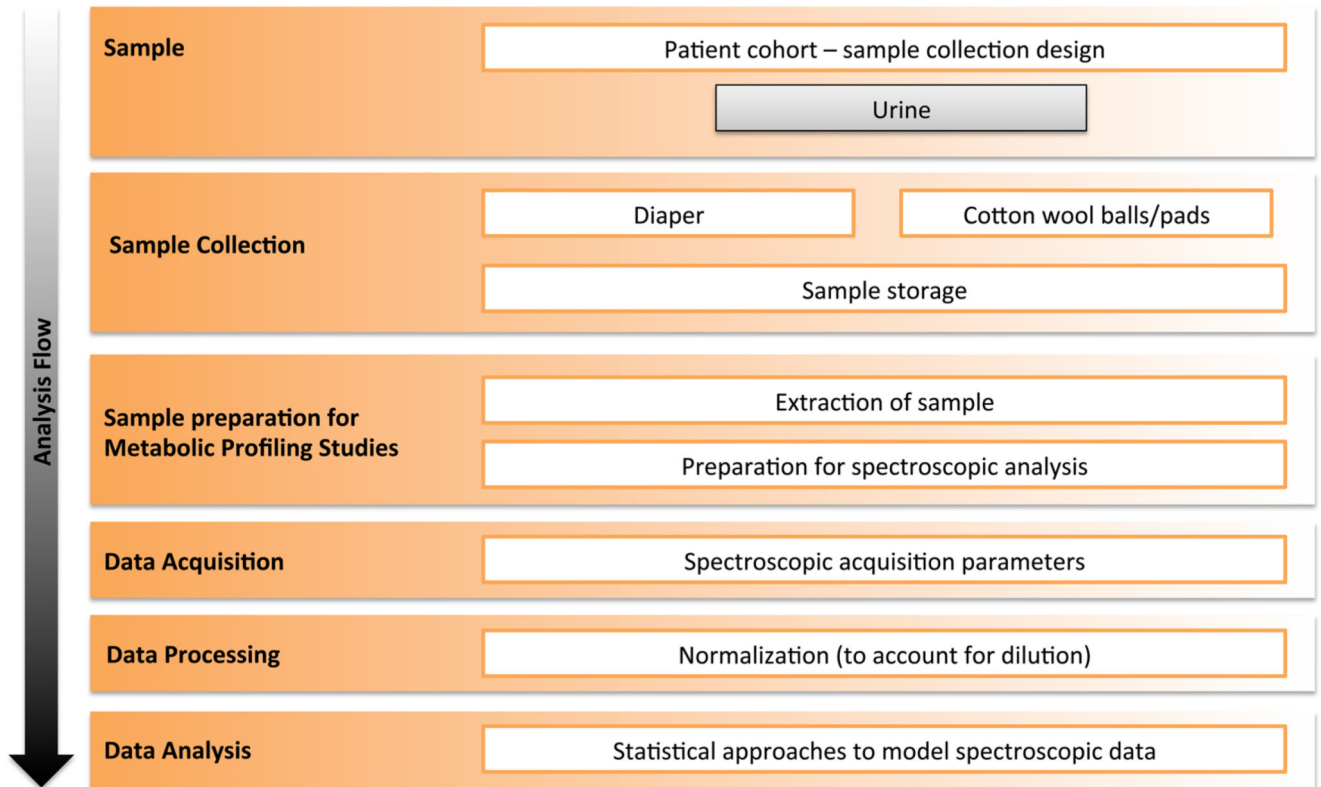 Analysis Flow
Sample
Patient cohort – sample collection design
Urine
Sample Collection
Diaper
Cotton wool balls/pads
Sample storage
Sample preparation for
Metabolic Profiling Studies
Extraction of sample
Preparation for spectroscopic analysis
Data Acquisition
Spectroscopic acquisition parameters
Data Processing
Normalization (to account for dilution)
Data Analysis
Statistical approaches to model spectroscopic data